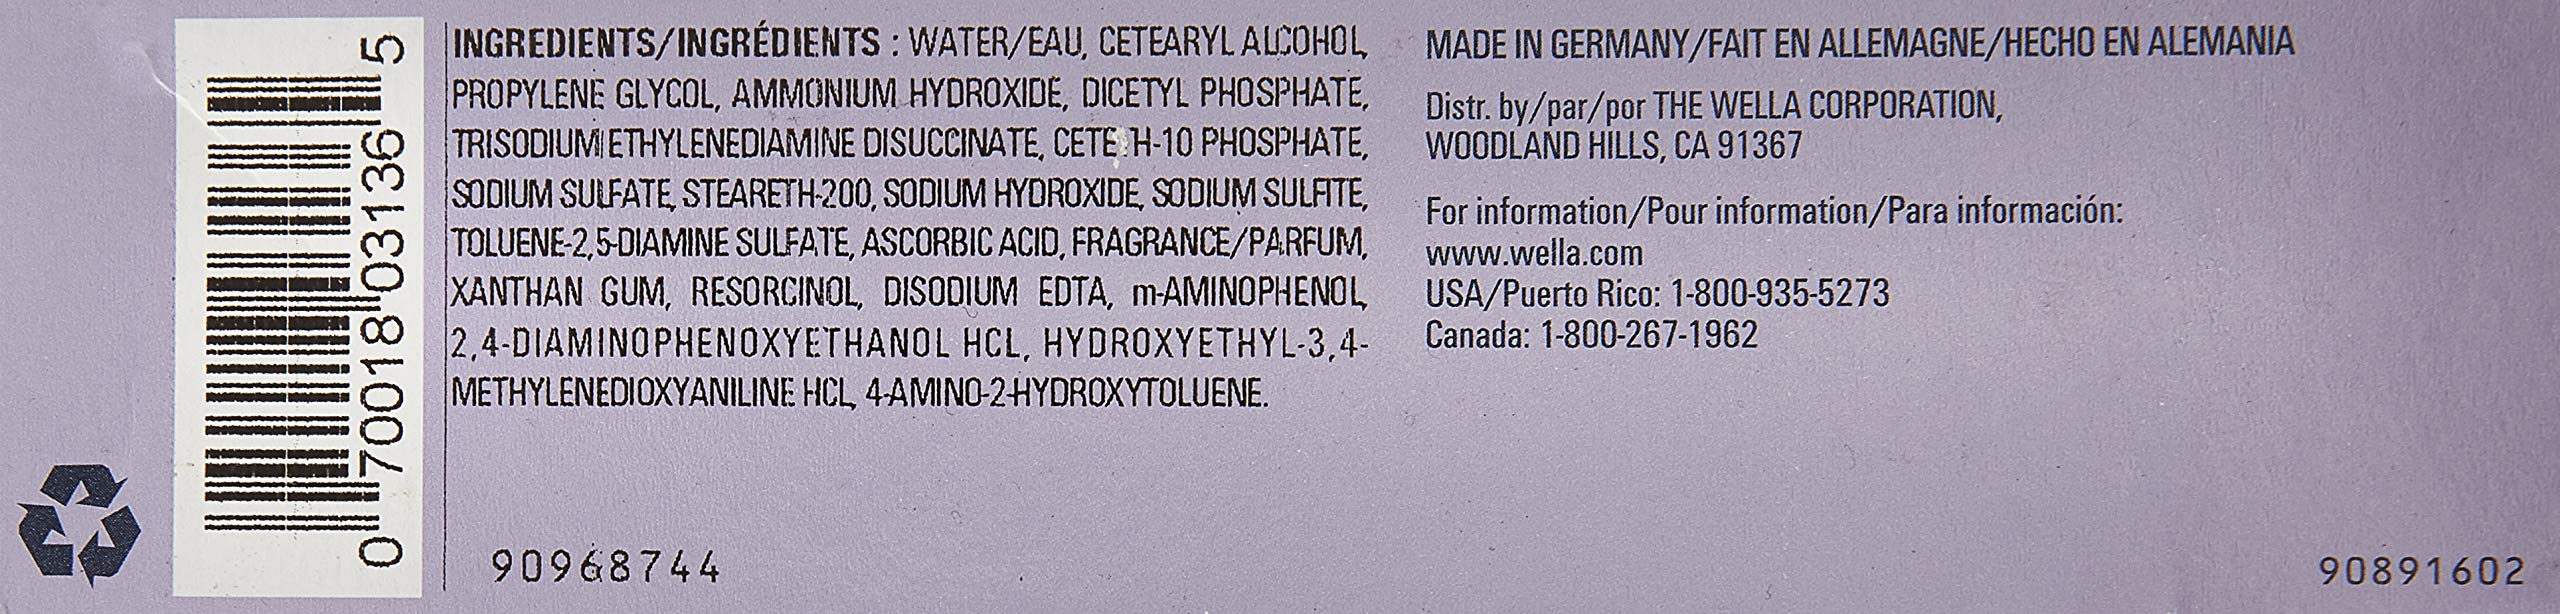 0 70018 03136 5
INGREDIENTS/INGRÉDIENTS : WATER/EAU, CETEARYL ALCOHOL,
PROPYLENE GLYCOL, AMMONIUM HYDROXIDE, DICETYL PHOSPHATE,
TRISODIUM ETHYLENEDIAMINE DISUCCINATE, CETETH-10 PHOSPHATE,
SODIUM SULFATE, STEARETH-200, SODIUM HYDROXIDE, SODIUM SULFITE,
TOLUENE-2,5-DIAMINE SULFATE, ASCORBIC ACID, FRAGRANCE/PARFUM,
XANTHAN GUM, RESORCINOL, DISODIUM EDTA, m-AMINOPHENOL,
2,4-DIAMINOPHENOXYETHANOL HCL, HYDROXYETHYL-3,4-
METHYLENEDIOXYANILINE HCL, 4-AMINO-2-HYDROXYTOLUENE.
90968744
MADE IN GERMANY/FAIT EN ALLEMAGNE/HECHO EN ALEMANIA
Distr. by/par/por THE WELLA CORPORATION,
WOODLAND HILLS, CA 91367
For information/Pour information/Para información:
www.wella.com
USA/Puerto Rico: 1-800-935-5273
Canada: 1-800-267-1962
90891602